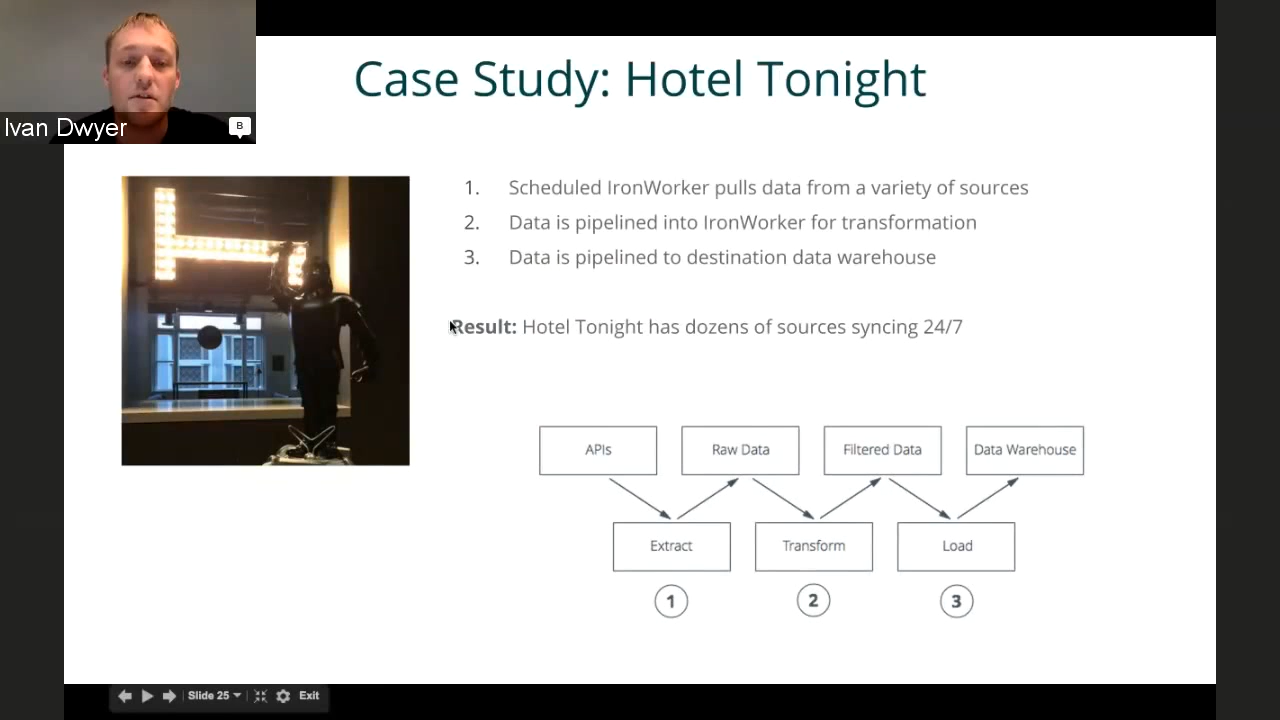 Case Study: Hotel Tonight
Ivan Dwyer
B
1. Scheduled IronWorker pulls data from a variety of sources
2. Data is pipelined into IronWorker for transformation
3. Data is pipelined to destination data warehouse
Result: Hotel Tonight has dozens of sources syncing 24/7
APIs
Raw Data
Filtered Data
Data Warehouse
Extract
Transform
Load
1
2
3
Slide 25
Exit